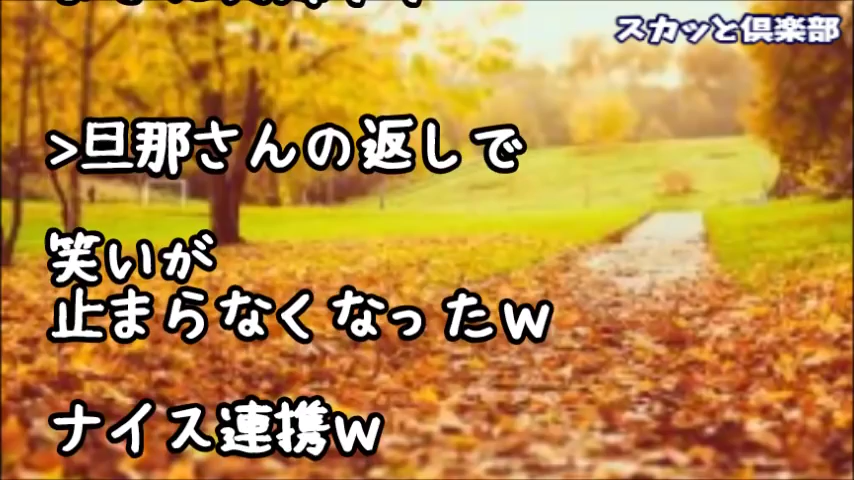 スカッと倶楽部
>旦那さんの返しで
笑いが
止まらなくなったw
ナイス連携w